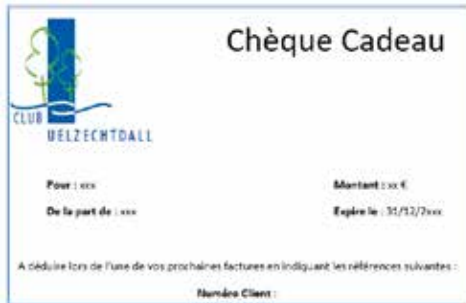 Chèque Cadeau
CLUB
UELZECHTDALL
Pour : xxx
Montant : xx €
De la part de : xxx
Expire le : 31/12/2xxx
A déduire lors de l'une de vos prochaines factures en indiquant les références suivantes :
Numéro Client :